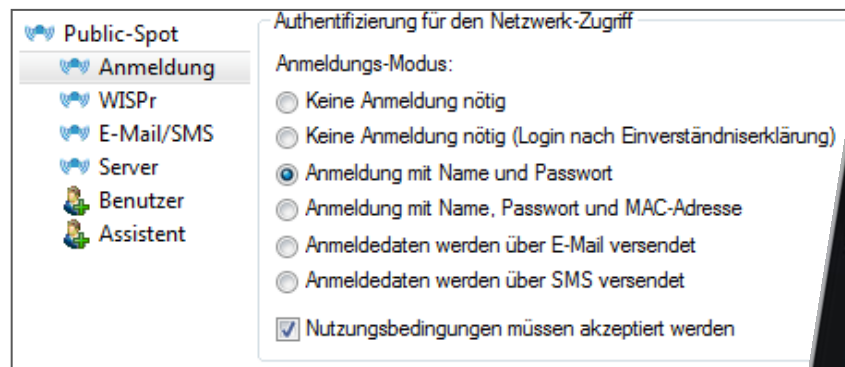 Public-Spot
Anmeldung
WISPr
E-Mail/SMS
Server
Benutzer
Assistent
Authentifizierung für den Netzwerk-Zugriff
Anmeldungs-Modus:
Keine Anmeldung nötig
Keine Anmeldung nötig (Login nach Einverständniserklärung)
Anmeldung mit Name und Passwort
Anmeldung mit Name, Passwort und MAC-Adresse
Anmeldedaten werden über E-Mail versendet
Anmeldedaten werden über SMS versendet
Nutzungsbedingungen müssen akzeptiert werden